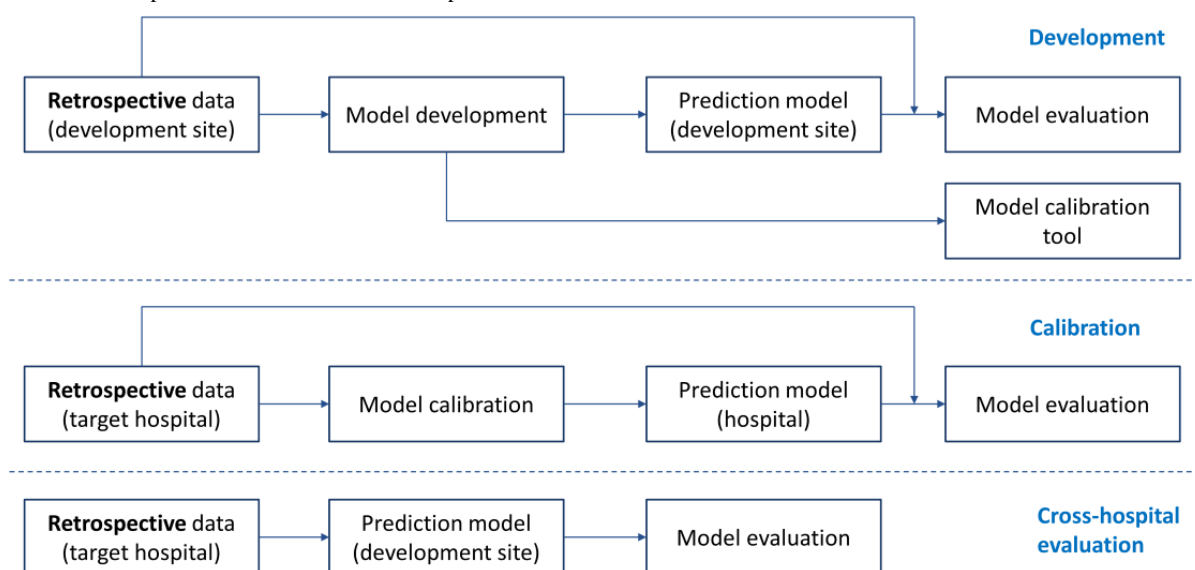 Development
Retrospective data
(development site)
Model development
Prediction model
(development site)
Model evaluation
Model calibration
tool
Calibration
Retrospective data
(target hospital)
Model calibration
Prediction model
(hospital)
Model evaluation
Cross-hospital
evaluation
Retrospective data
(target hospital)
Prediction model
(development site)
Model evaluation